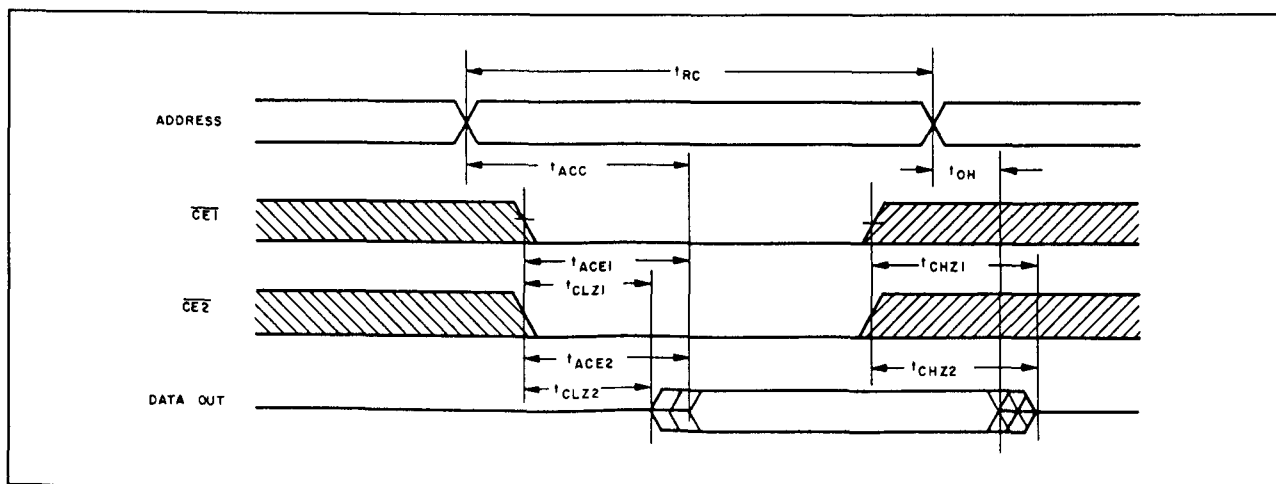 tRC
ADDRESS
tACC
tOH
CE1
tACE1
tCHZ1
tCLZ1
CE2
tACE2
tCHZ2
tCLZ2
DATA OUT